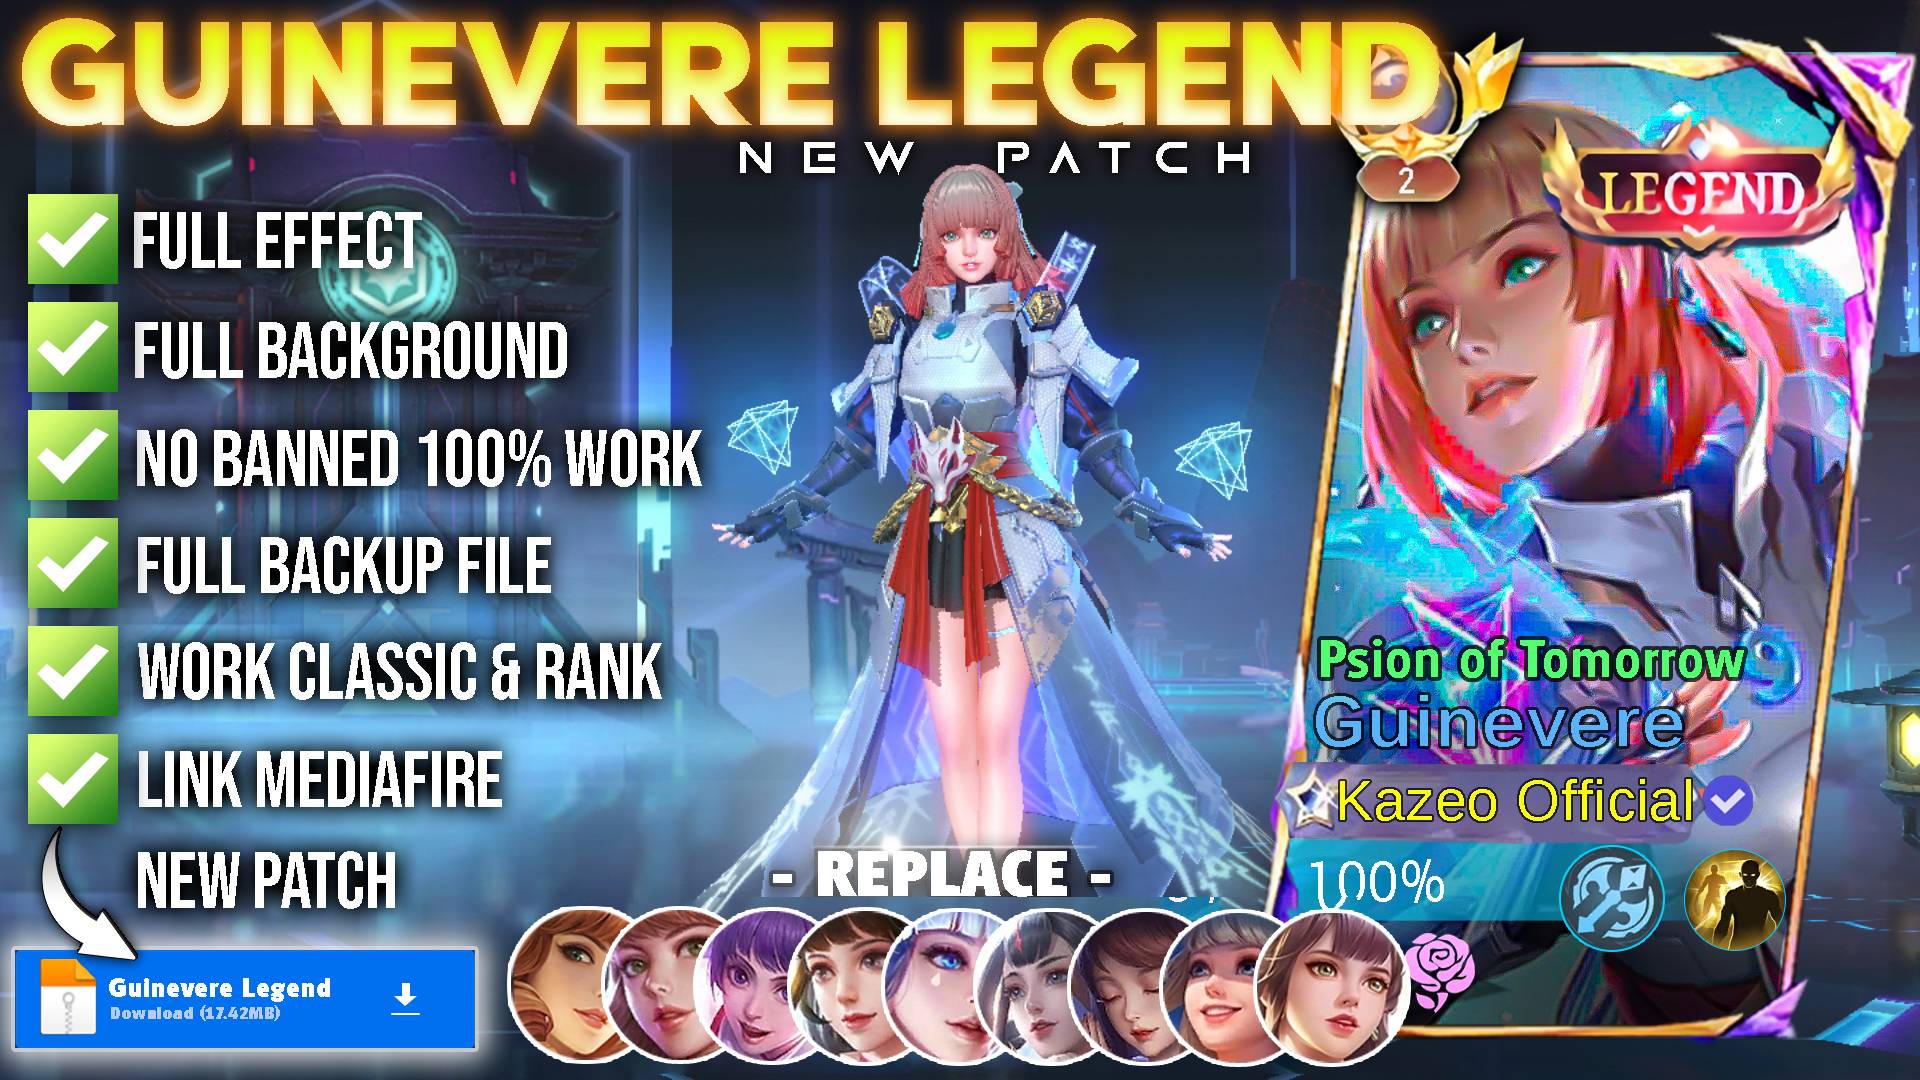 GUINEVERE LEGEND
NEW PATCH
2
LEGEND
FULL EFFECT
FULL BACKGROUND
NO BANNED 100% WORK
FULL BACKUP FILE
WORK CLASSIC & RANK
LINK MEDIAFIRE
NEW PATCH
Guinevere Legend
Download (17.42MB)
- REPLACE -
Psion of Tomorrow
Guinevere
Kazeo Official
100%